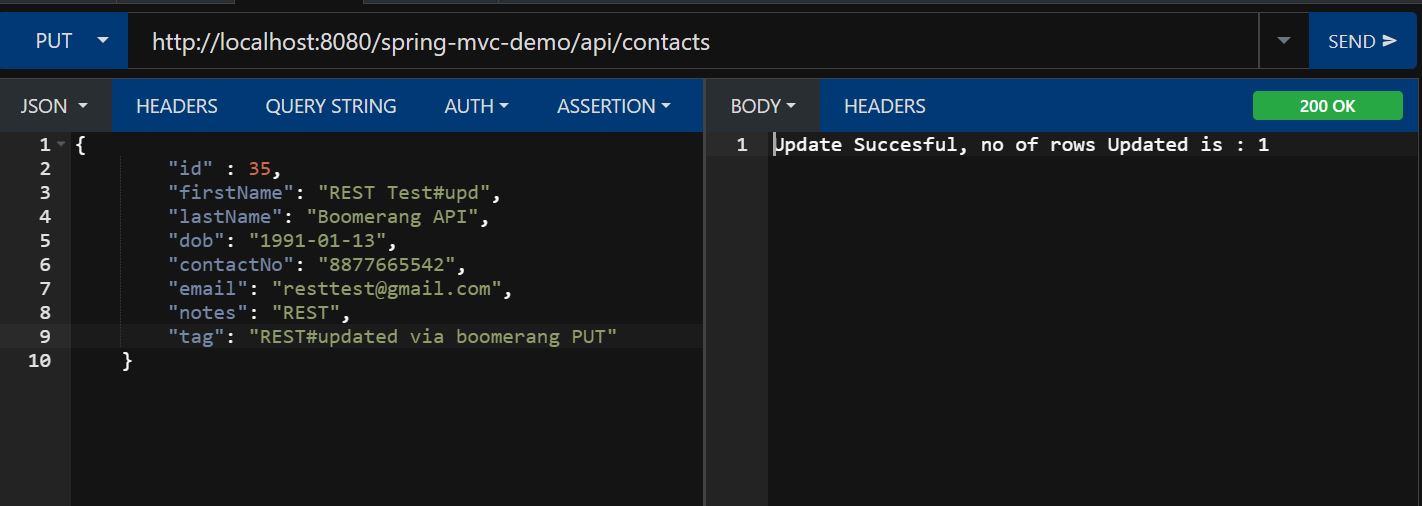 PUT http://localhost:8080/spring-mvc-demo/api/contacts SEND
JSON HEADERS QUERY STRING AUTH ASSERTION BODY HEADERS 200 OK
1 {
2 "id" : 35,
3 "firstName": "REST Test#upd",
4 "lastName": "Boomerang API",
5 "dob": "1991-01-13",
6 "contactNo": "8877665542",
7 "email": "resttest@gmail.com",
8 "notes": "REST",
9 "tag": "REST#updated via boomerang PUT"
10 }
1 Update Succesful, no of rows Updated is : 1